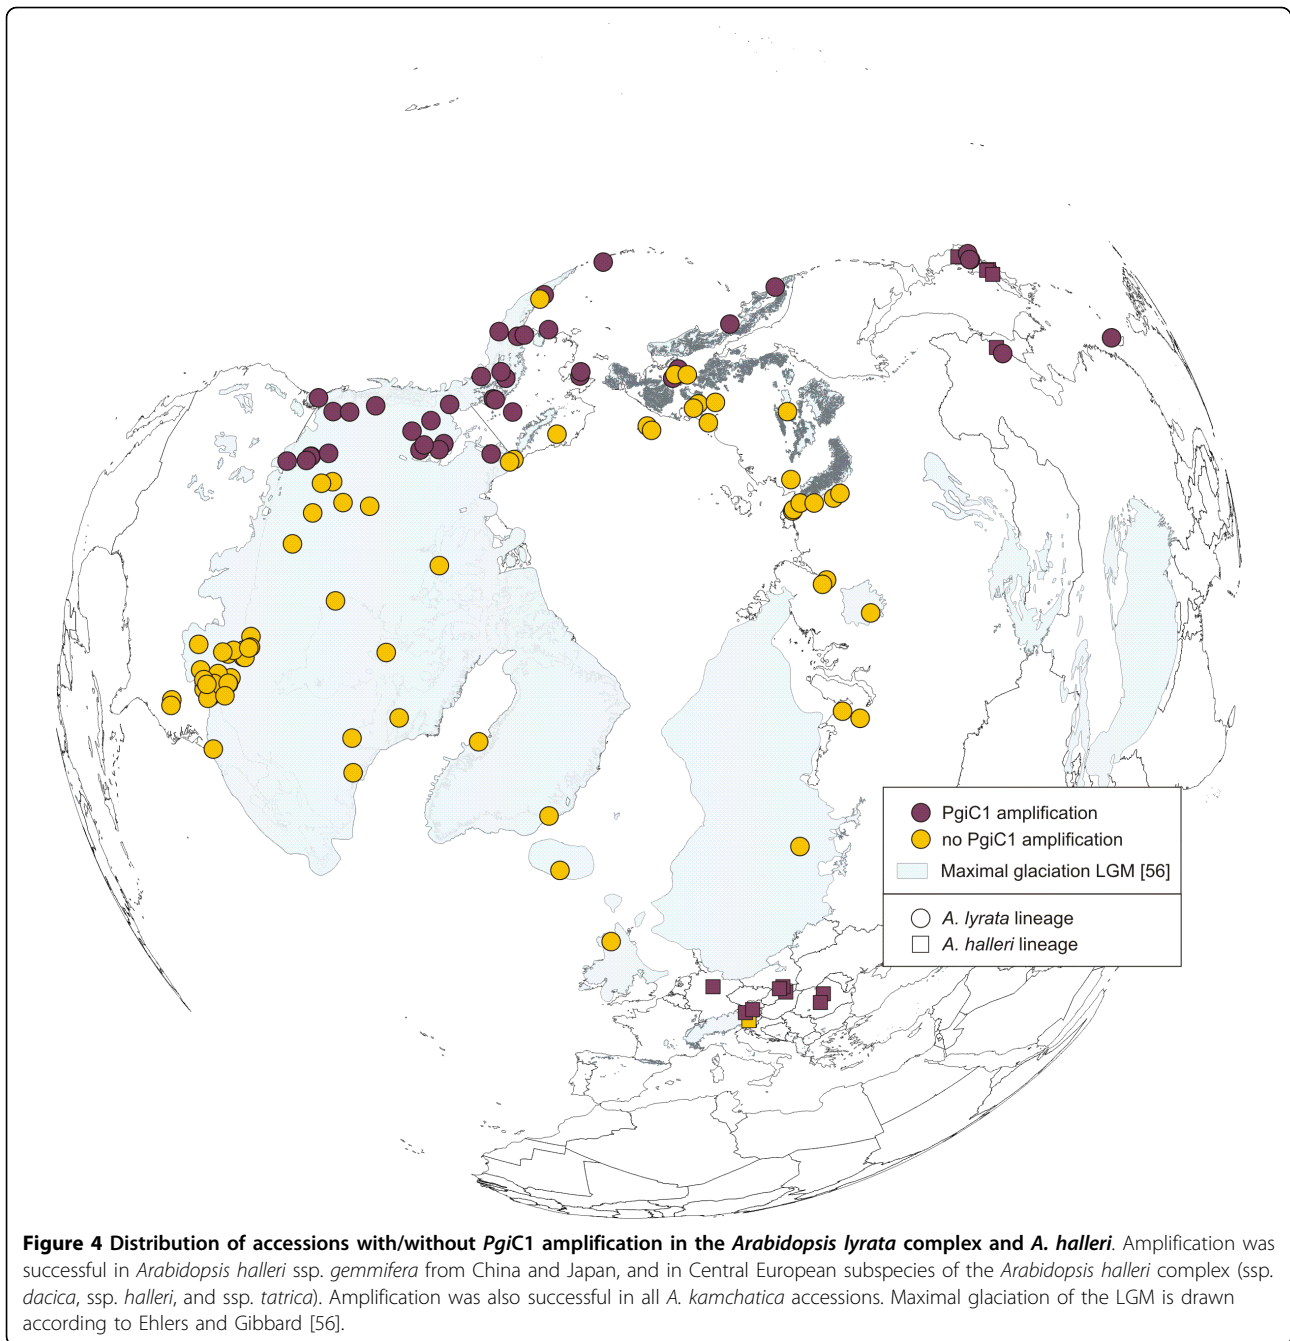 PgiC1 amplification
no PgiC1 amplification
Maximal glaciation LGM [56]
A. lyrata lineage
A. halleri lineage
Figure 4 Distribution of accessions with/without PgiC1 amplification in the Arabidopsis lyrata complex and A. halleri. Amplification was
successful in Arabidopsis halleri ssp. gemmifera from China and Japan, and in Central European subspecies of the Arabidopsis halleri complex (ssp.
dacica, ssp. halleri, and ssp. tatrica). Amplification was also successful in all A. kamchatica accessions. Maximal glaciation of the LGM is drawn
according to Ehlers and Gibbard [56].